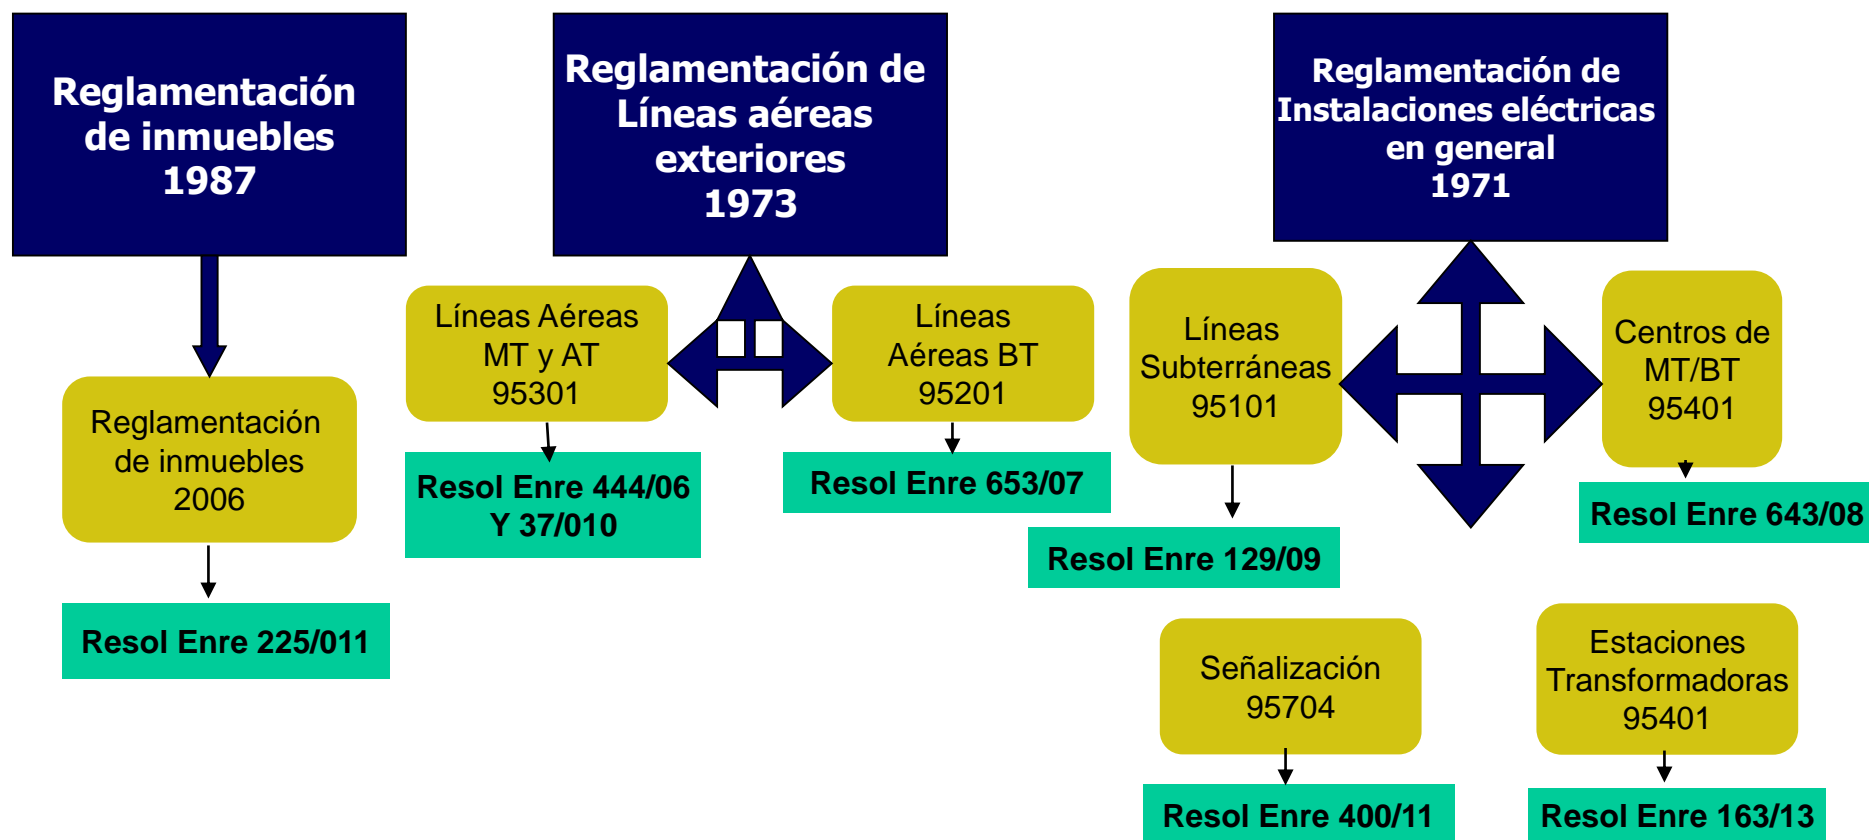 Reglamentación
de inmuebles
1987
Reglamentación de
Líneas aéreas
exteriores
1973
Reglamentación de
Instalaciones eléctricas
en general
1971
Reglamentación
de inmuebles
2006
Resol Enre 225/011
Líneas Aéreas
MT y AT
95301
Resol Enre 444/06
Y 37/010
Líneas
Aéreas BT
95201
Resol Enre 653/07
Líneas
Subterráneas
95101
Resol Enre 129/09
Centros de
MT/BT
95401
Resol Enre 643/08
Señalización
95704
Resol Enre 400/11
Estaciones
Transformadoras
95401
Resol Enre 163/13